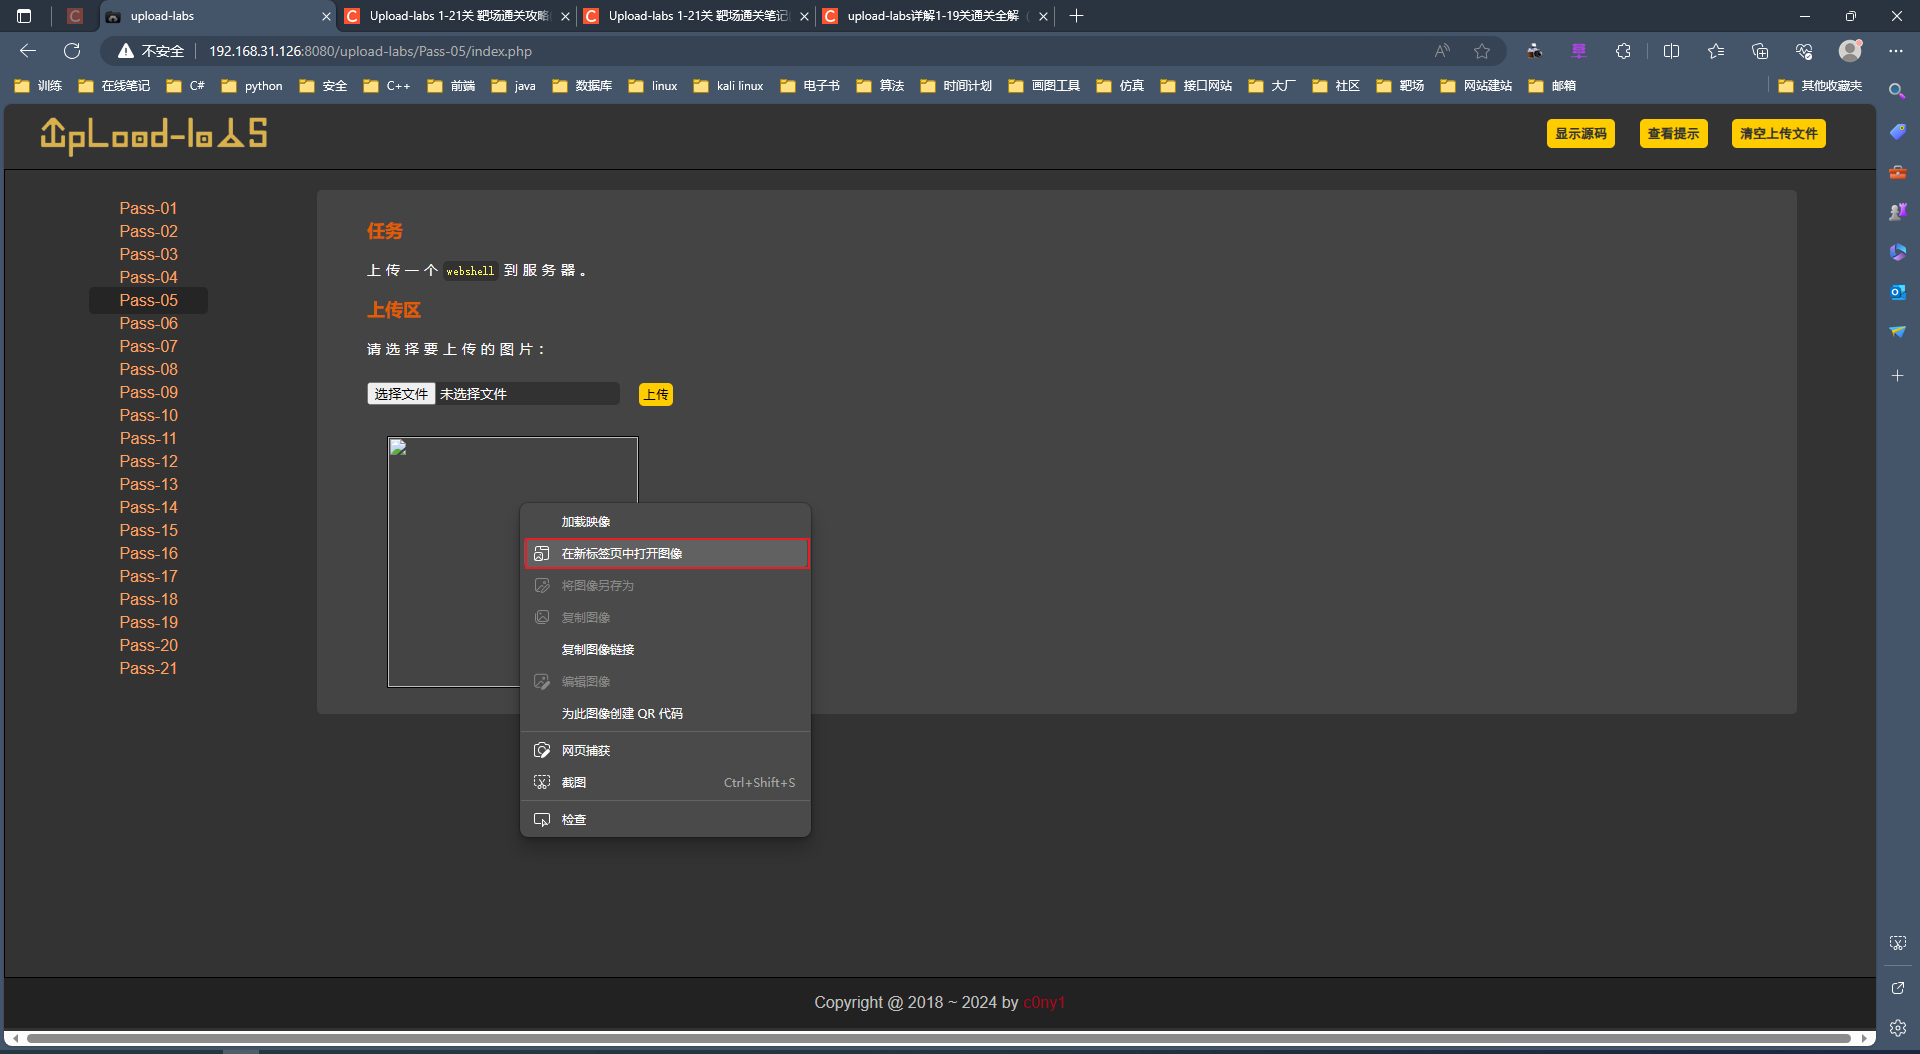 upload-labs
Upload-labs 1-21关 靶场通关攻略
Upload-labs 1-21关 靶场通关笔记
upload-labs详解1-19关通关全解
不安全
192.168.31.126:8080/upload-labs/Pass-05/index.php
训练 在线笔记 C# python 安全 C++ 前端 java 数据库 linux kali linux 电子书 算法 时间计划 画图工具 仿真 接口网站 大厂 社区 靶场 网站建站 邮箱 其他收藏夹
UpLoad-labs
显示源码 查看提示 清空上传文件
Pass-01
Pass-02
Pass-03
Pass-04
Pass-05
Pass-06
Pass-07
Pass-08
Pass-09
Pass-10
Pass-11
Pass-12
Pass-13
Pass-14
Pass-15
Pass-16
Pass-17
Pass-18
Pass-19
Pass-20
Pass-21
任务
上传一个 webshell 到服务器。
上传区
请选择要上传的图片：
选择文件 未选择文件 上传
加载映像
在新标签页中打开图像
将图像另存为
复制图像
复制图像链接
编辑图像
为此图像创建 QR 代码
网页捕获
截图 Ctrl+Shift+S
检查
Copyright @ 2018 ~ 2024 by c0ny1